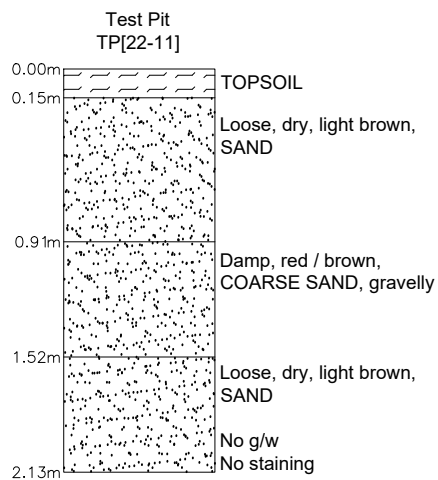 Test Pit
TP[22-11]
0.00m
TOPSOIL
0.15m
Loose, dry, light brown,
SAND
0.91m
Damp, red / brown,
COARSE SAND, gravelly
1.52m
Loose, dry, light brown,
SAND
No g/w
No staining
2.13m